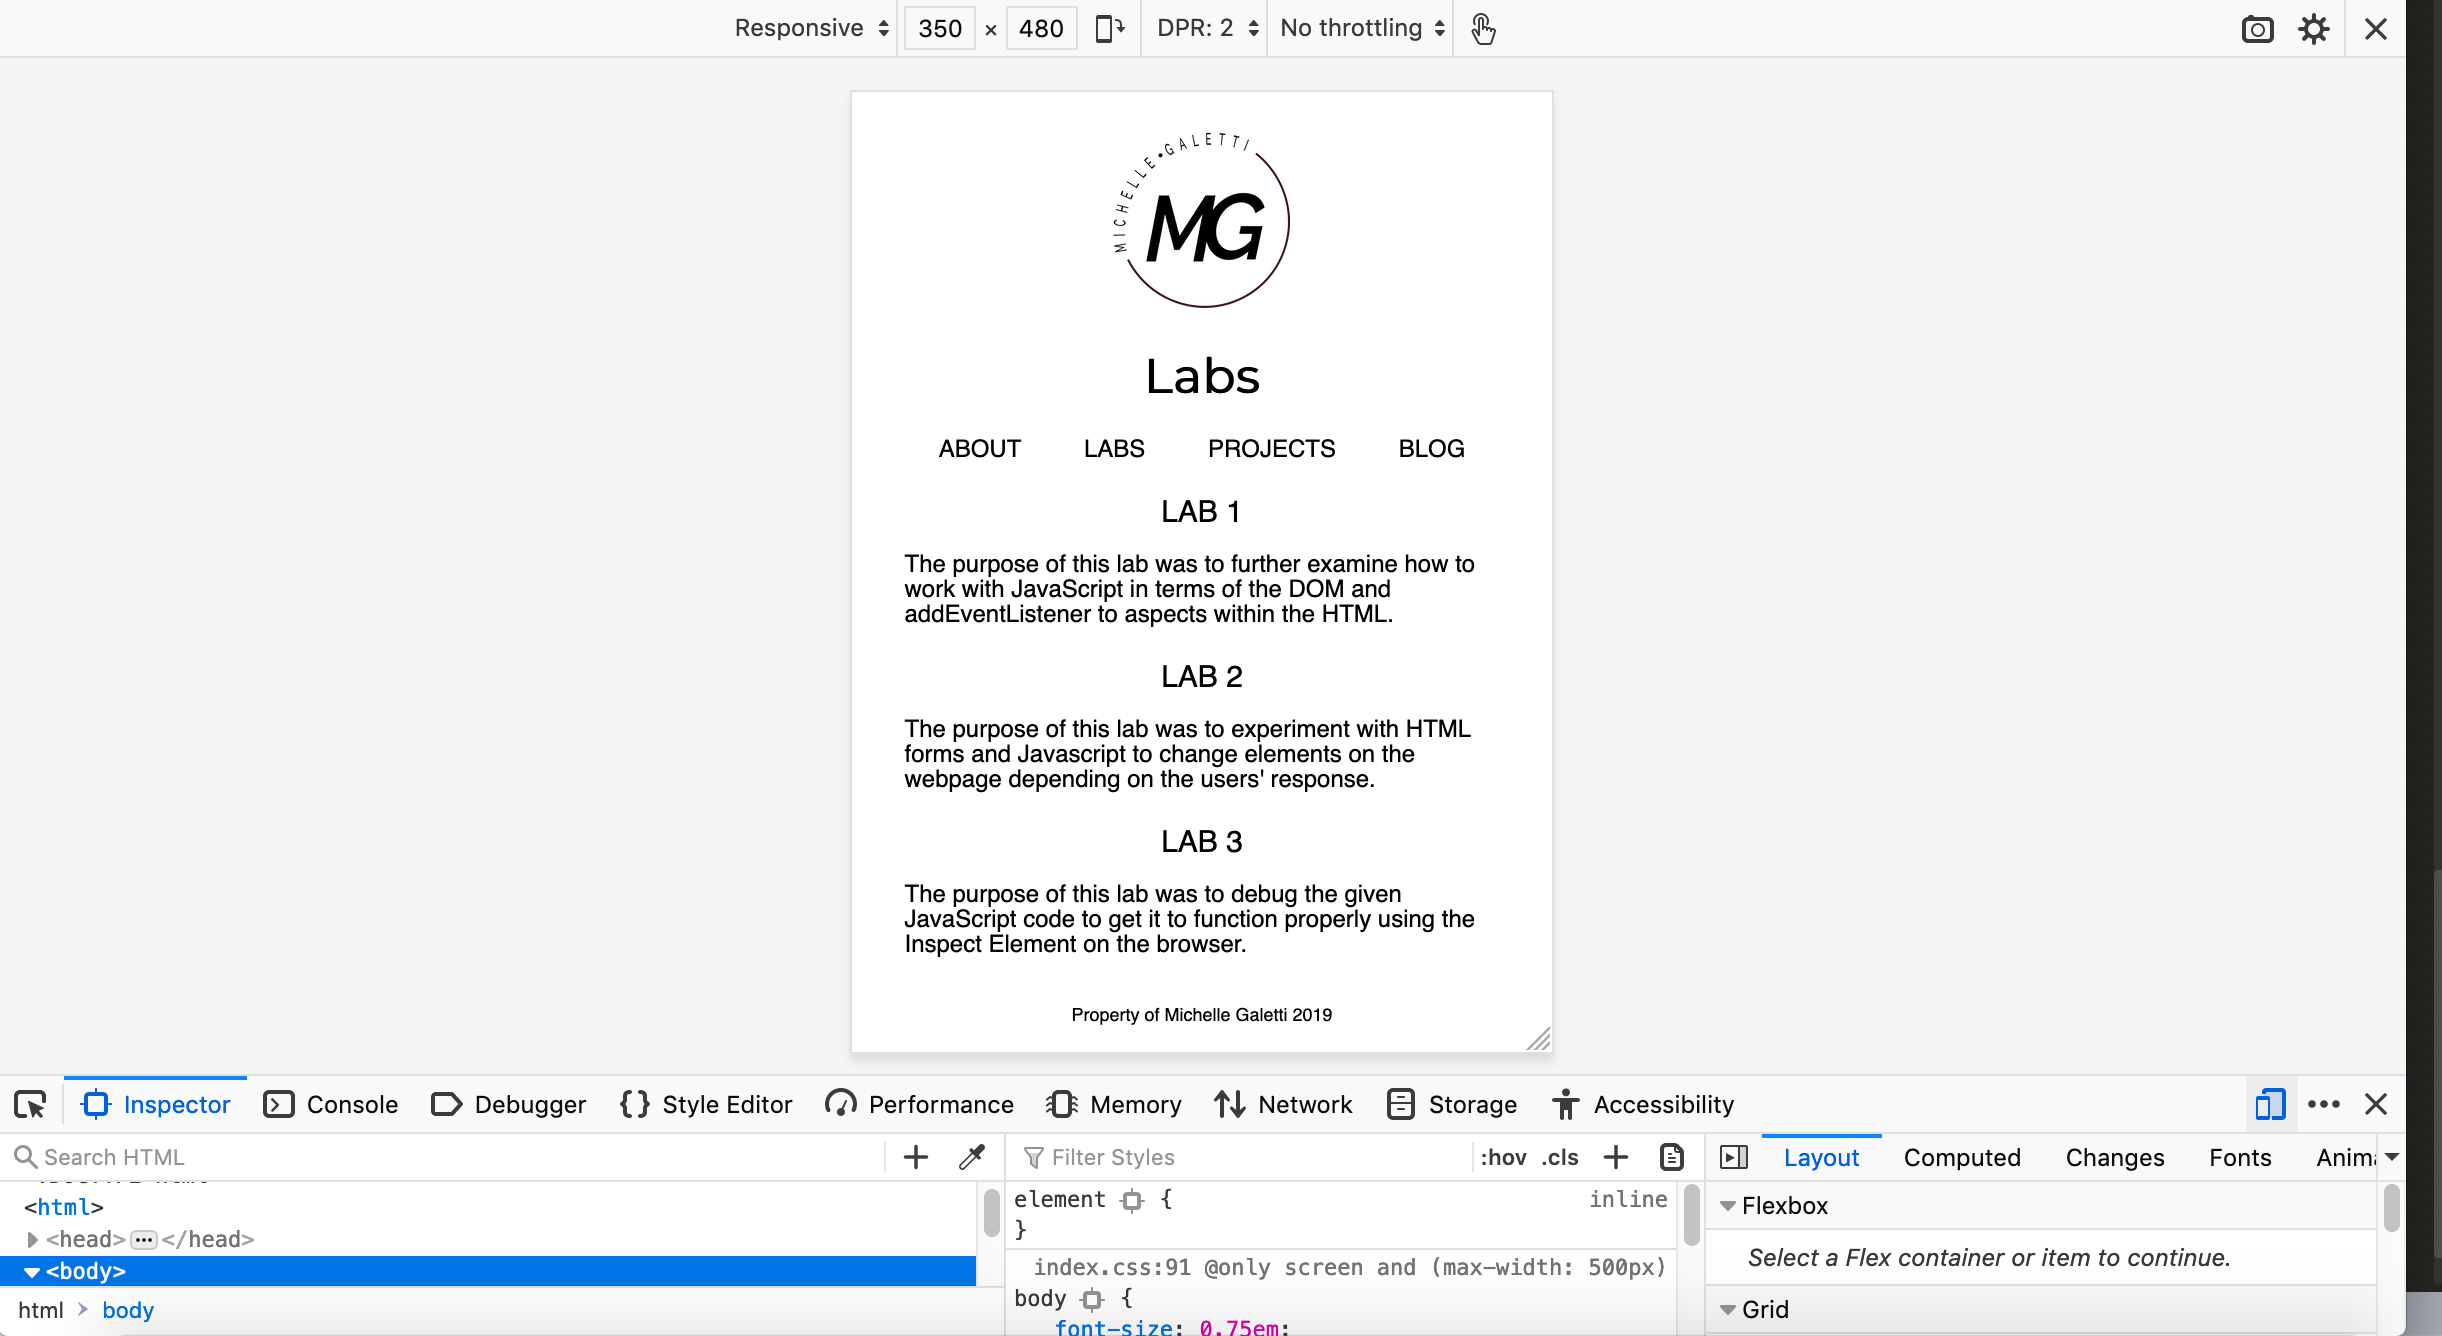 Responsive 350 × 480 DPR: 2 No throttling
MICHELLE•GALETTI
MG
Labs
ABOUT LABS PROJECTS BLOG
LAB 1
The purpose of this lab was to further examine how to
work with JavaScript in terms of the DOM and
addEventListener to aspects within the HTML.
LAB 2
The purpose of this lab was to experiment with HTML
forms and Javascript to change elements on the
webpage depending on the users' response.
LAB 3
The purpose of this lab was to debug the given
JavaScript code to get it to function properly using the
Inspect Element on the browser.
Property of Michelle Galetti 2019
Inspector Console Debugger {} Style Editor Performance Memory Network Storage Accessibility
Search HTML
<html>
<head>…</head>
<body>
html > body
Filter Styles :hov .cls
element { inline
}
index.css:91 @only screen and (max-width: 500px)
body {
font-size: 0.75em;
Layout Computed Changes Fonts Anim
Flexbox
Select a Flex container or item to continue.
Grid